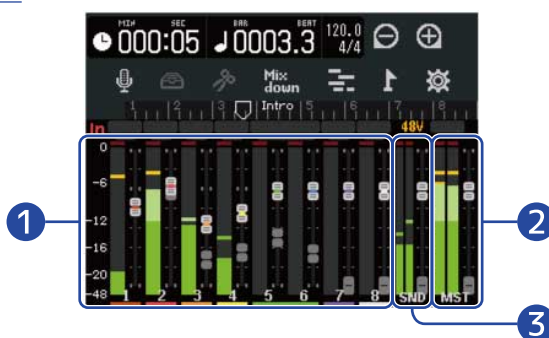 MIN SEC BAR BEAT
000:05 0003.3 120.0
4/4
Mix
down
1 2 3 Intro 5 6 7 8
In 48V
0
-6
1 2
-12
-16
-20
-48
1 2 3 4 5 6 7 8 SND MST
3